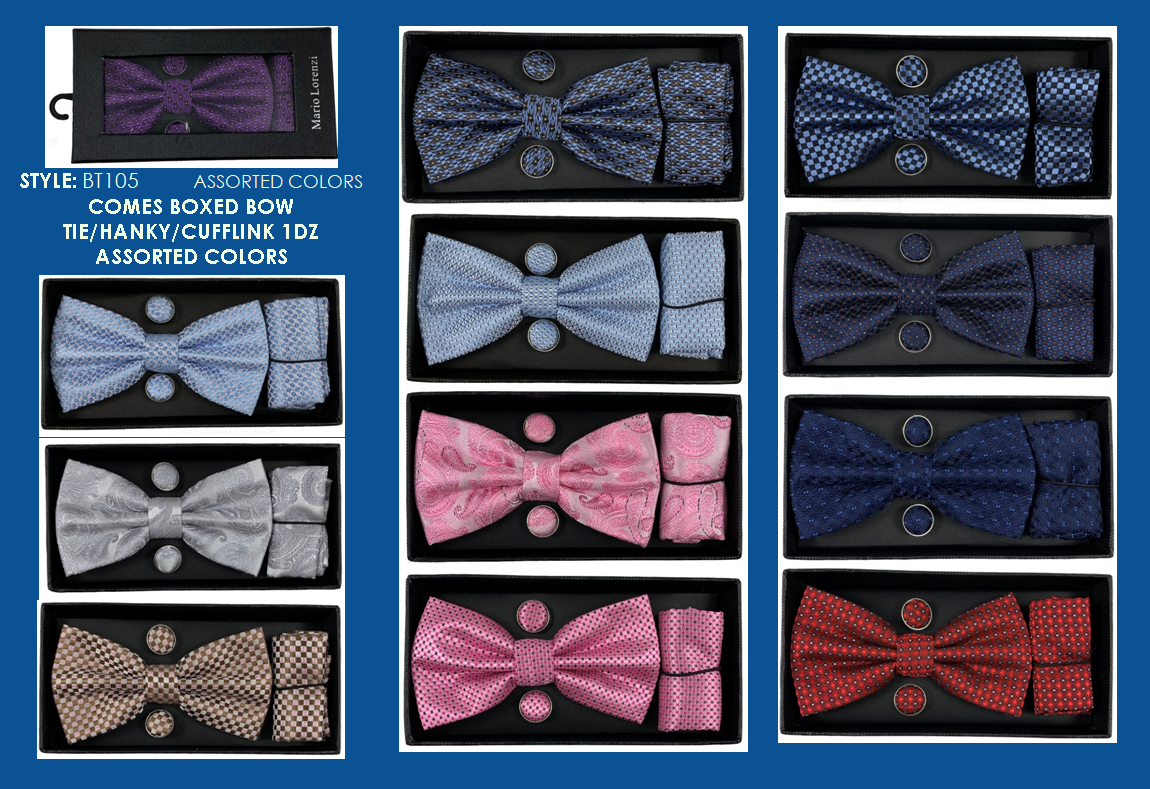 Mario Lorenzi
STYLE: BT105 ASSORTED COLORS
COMES BOXED BOW
TIE/HANKY/CUFFLINK 1DZ
ASSORTED COLORS